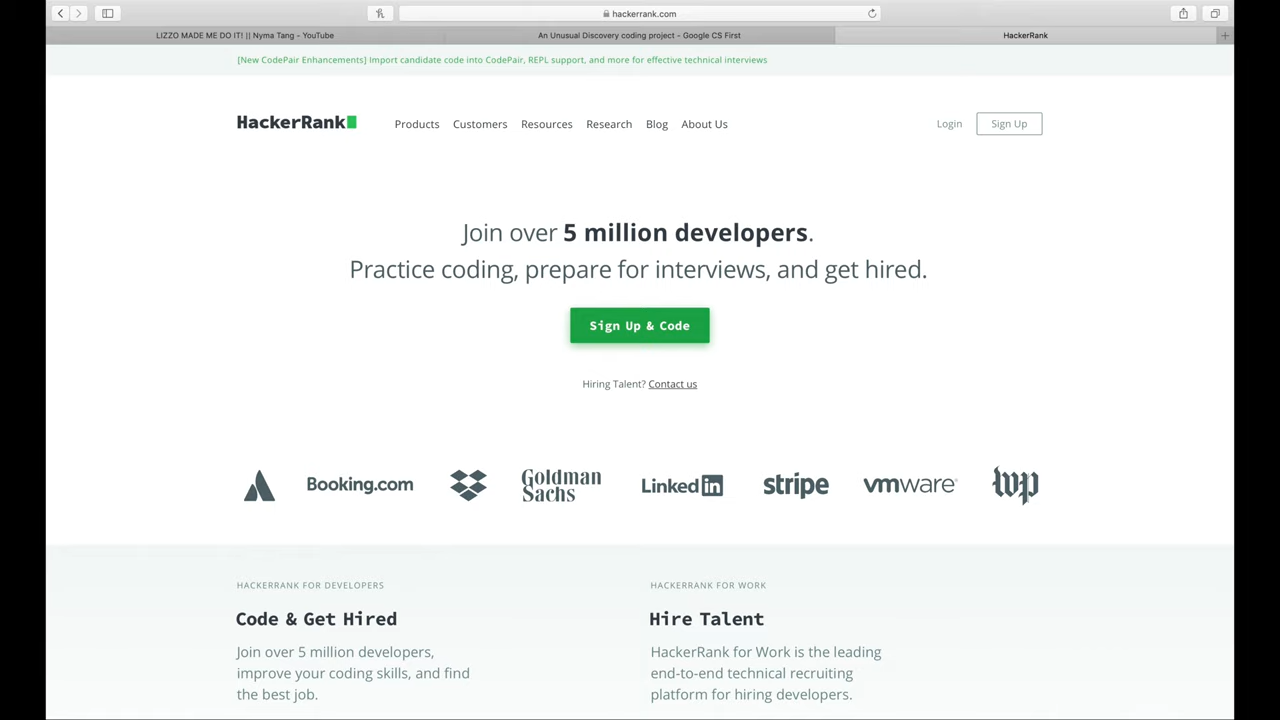 hackerrank.com
LIZZO MADE ME DO IT! || Nyma Tang - YouTube
An Unusual Discovery coding project - Google CS First
HackerRank
[New CodePair Enhancements] Import candidate code into CodePair, REPL support, and more for effective technical interviews
HackerRank
Products Customers Resources Research Blog About Us
Login Sign Up
Join over 5 million developers.
Practice coding, prepare for interviews, and get hired.
Sign Up & Code
Hiring Talent? Contact us
Booking.com Goldman Sachs LinkedIn stripe vmware wp
HACKERRANK FOR DEVELOPERS
Code & Get Hired
Join over 5 million developers,
improve your coding skills, and find
the best job.
HACKERRANK FOR WORK
Hire Talent
HackerRank for Work is the leading
end-to-end technical recruiting
platform for hiring developers.